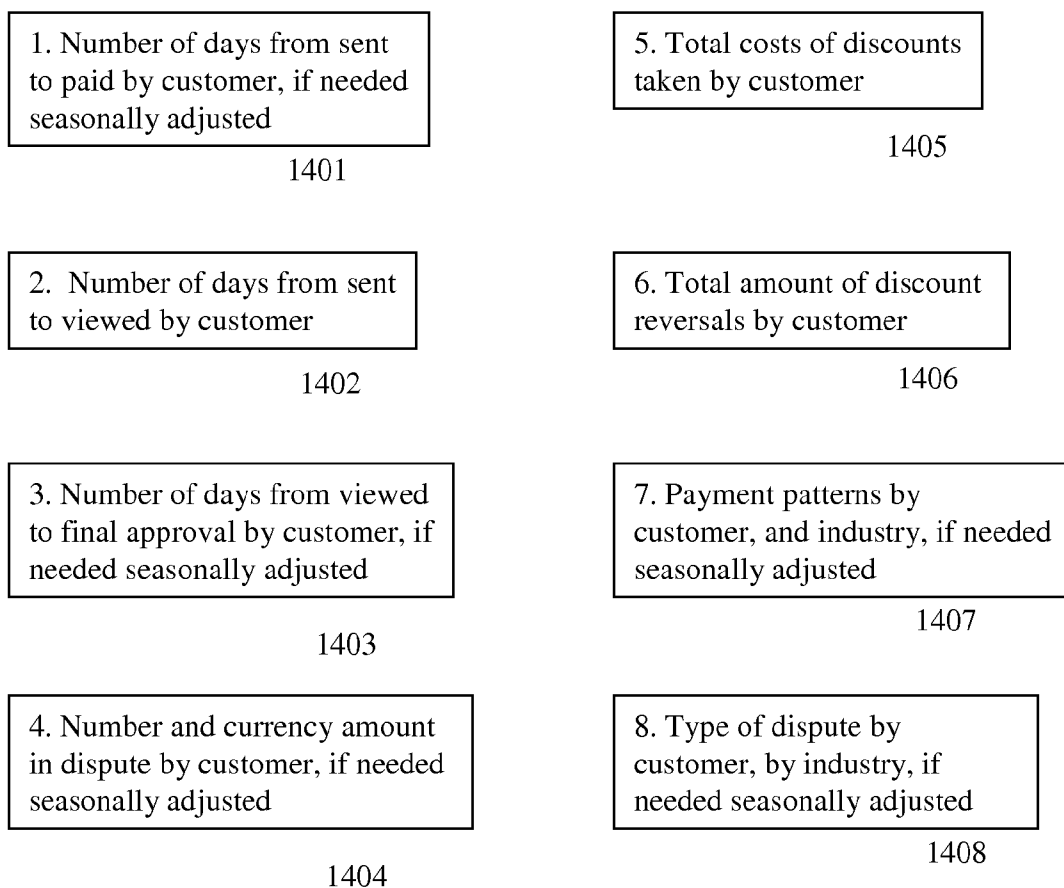 1. Number of days from sent
to paid by customer, if needed
seasonally adjusted
1401
2. Number of days from sent
to viewed by customer
1402
3. Number of days from viewed
to final approval by customer, if
needed seasonally adjusted
1403
4. Number and currency amount
in dispute by customer, if needed
seasonally adjusted
1404
5. Total costs of discounts
taken by customer
1405
6. Total amount of discount
reversals by customer
1406
7. Payment patterns by
customer, and industry, if needed
seasonally adjusted
1407
8. Type of dispute by
customer, by industry, if
needed seasonally adjusted
1408